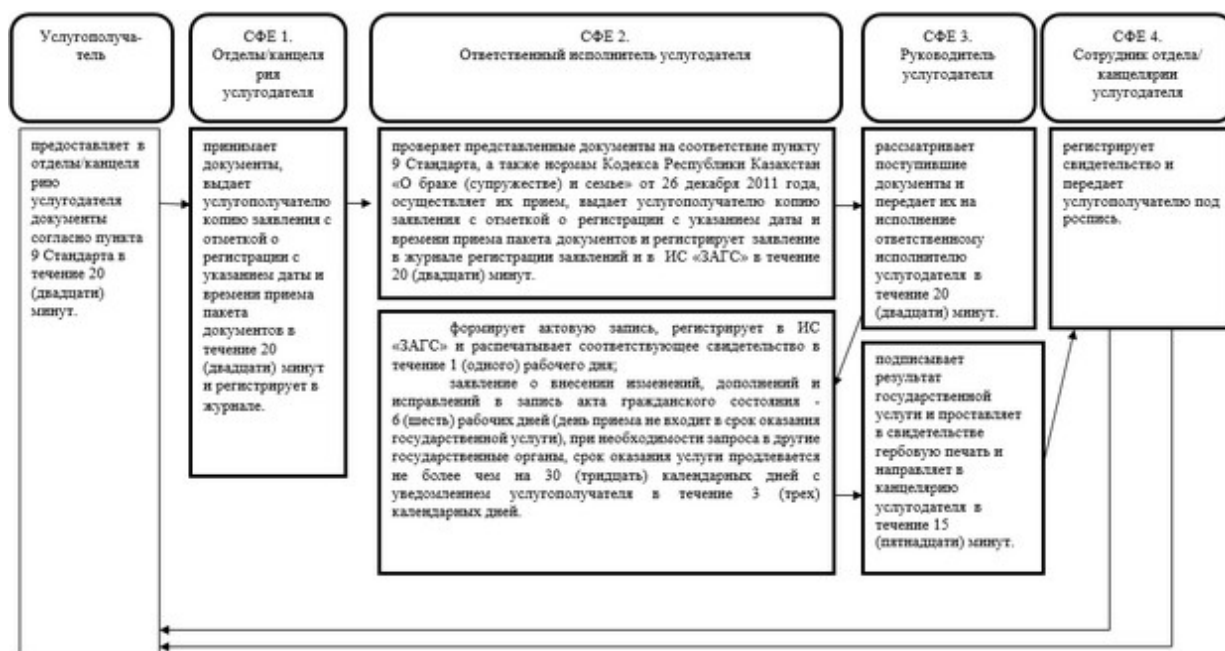 Услугополуча-
тель
СФЕ 1.
Отделы/канцеля
рия
услугодателя
СФЕ 2.
Ответственный исполнитель услугодателя
СФЕ 3.
Руководитель
услугодателя
СФЕ 4.
Сотрудник отдела/
канцелярии
услугодателя
предоставляет в
отделы/канцеля
рию
услугодателя
документы
согласно пункта
9 Стандарта в
течение 20
(двадцати)
минут.
принимает
документы,
выдает
услугополучателю
копию заявления с
отметкой о
регистрации с
указанием даты и
времени приема
пакета
документов в
течение 20
(двадцати) минут
и регистрирует в
журнале.
проверяет представленные документы на соответствие пункту
9 Стандарта, а также нормам Кодекса Республики Казахстан
«О браке (супружестве) и семье» от 26 декабря 2011 года,
осуществляет их прием, выдает услугополучателю копию
заявления с отметкой о регистрации с указанием даты и
времени приема пакета документов и регистрирует заявление
в журнале регистрации заявлений и в ИС «ЗАГС» в течение
20 (двадцати) минут.
рассматривает
поступившие
документы и
передает их на
исполнение
ответственному
исполнителю
услугодателя в
течение 20
(двадцати) минут.
регистрирует
свидетельство и
передает
услугополучателю под
роспись.
формирует актовую запись, регистрирует в ИС
«ЗАГС» и распечатывает соответствующее свидетельство в
течение 1 (одного) рабочего дня;
заявление о внесении изменений, дополнений и
исправлений в запись акта гражданского состояния -
6 (шесть) рабочих дней (день приема не входит в срок оказания
государственной услуги), при необходимости запроса в другие
государственные органы, срок оказания услуги продлевается
не более чем на 30 (тридцать) календарных дней с
уведомлением услугополучателя в течение 3 (трех)
календарных дней.
подписывает
результат
государственной
услуги и проставляет
в свидетельстве
гербовую печать и
направляет в
канцелярию
услугодателя в
течение 15
(пятнадцати) минут.